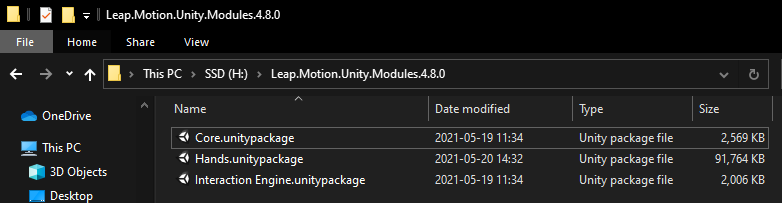 Leap.Motion.Unity.Modules.4.8.0
File Home Share View
This PC SSD (H:) Leap.Motion.Unity.Modules.4.8.0
Name Date modified Type Size
OneDrive
Core.unitypackage 2021-05-19 11:34 Unity package file 2,569 KB
This PC
Hands.unitypackage 2021-05-20 14:32 Unity package file 91,764 KB
3D Objects
Interaction Engine.unitypackage 2021-05-19 11:34 Unity package file 2,006 KB
Desktop